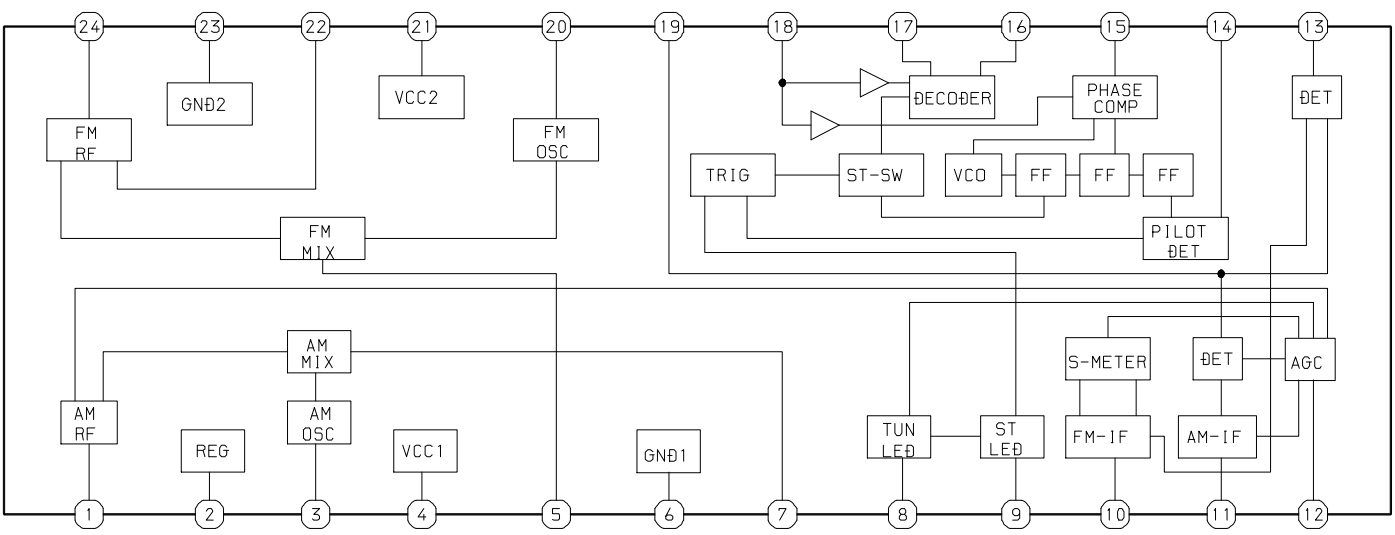 24 23 22 21 20 19 18 17 16 15 14 13
GND2
VCC2
DECODER
PHASE
COMP
DET
FM
RF
FM
OSC
TRIG
ST-SW
VCO
FF
FF
FF
FM
MIX
PILOT
DET
AM
MIX
S-METER
DET
AGC
AM
RF
REG
AM
OSC
VCC1
GND1
TUN
LED
ST
LED
FM-IF
AM-IF
1 2 3 4 5 6 7 8 9 10 11 12